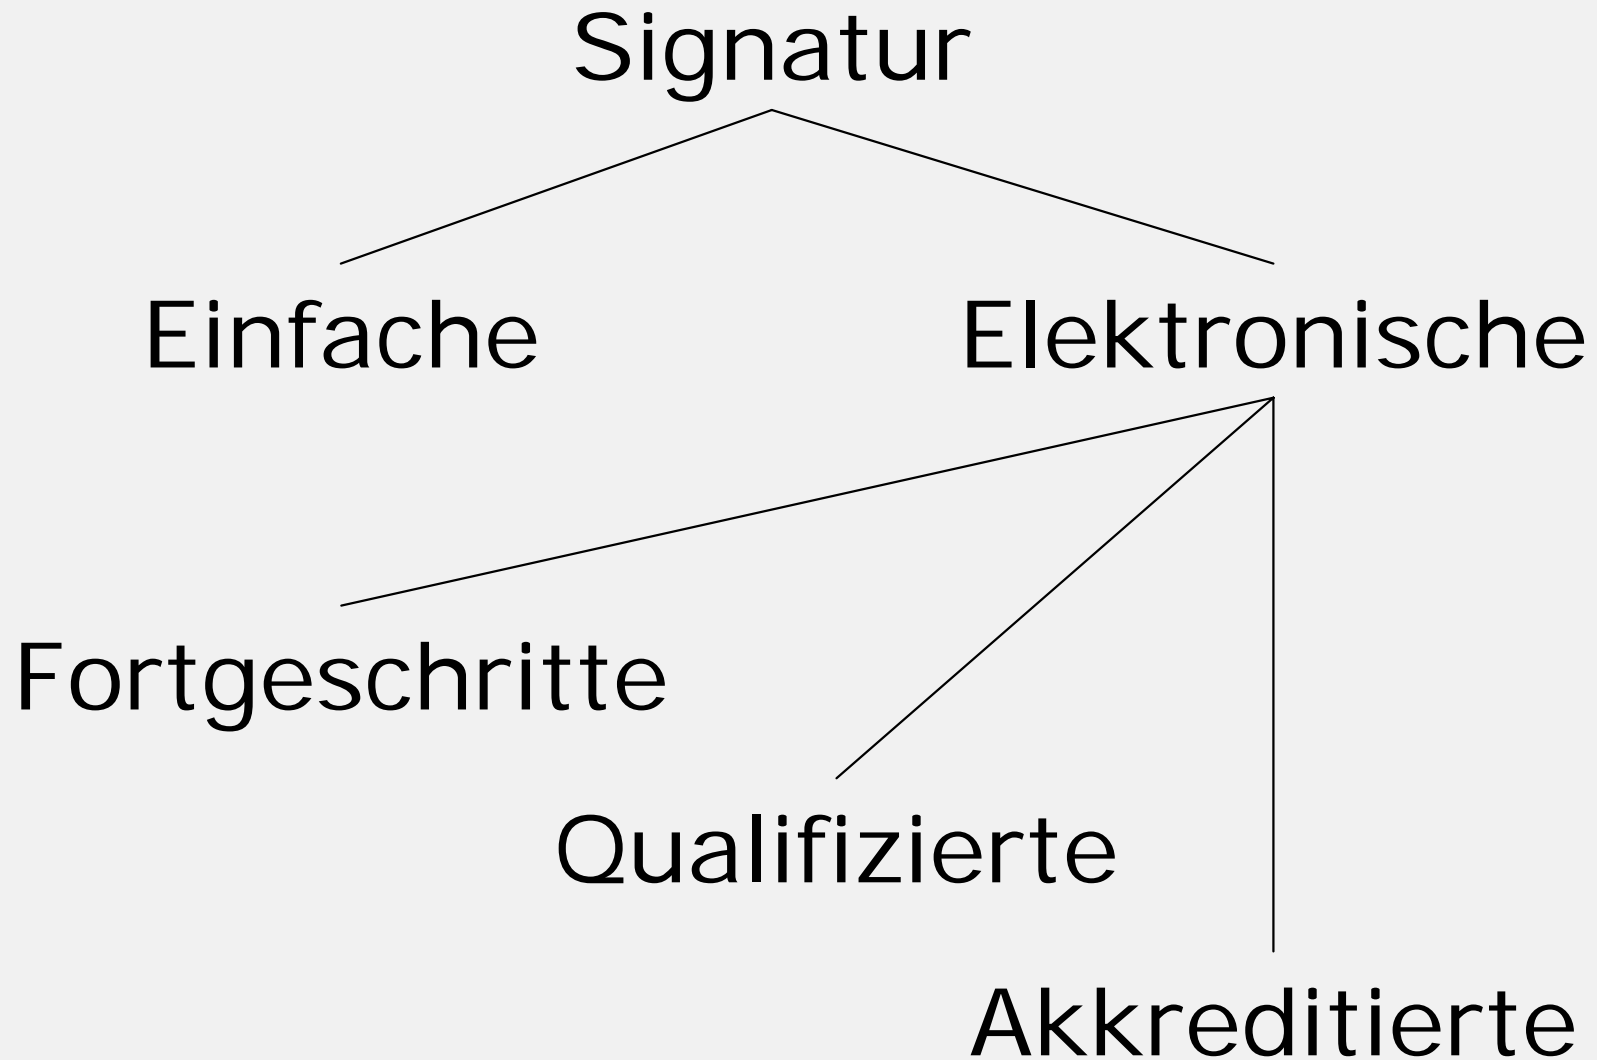 Signatur
Einfache Elektronische
Fortgeschritte
Qualifizierte
Akkreditierte